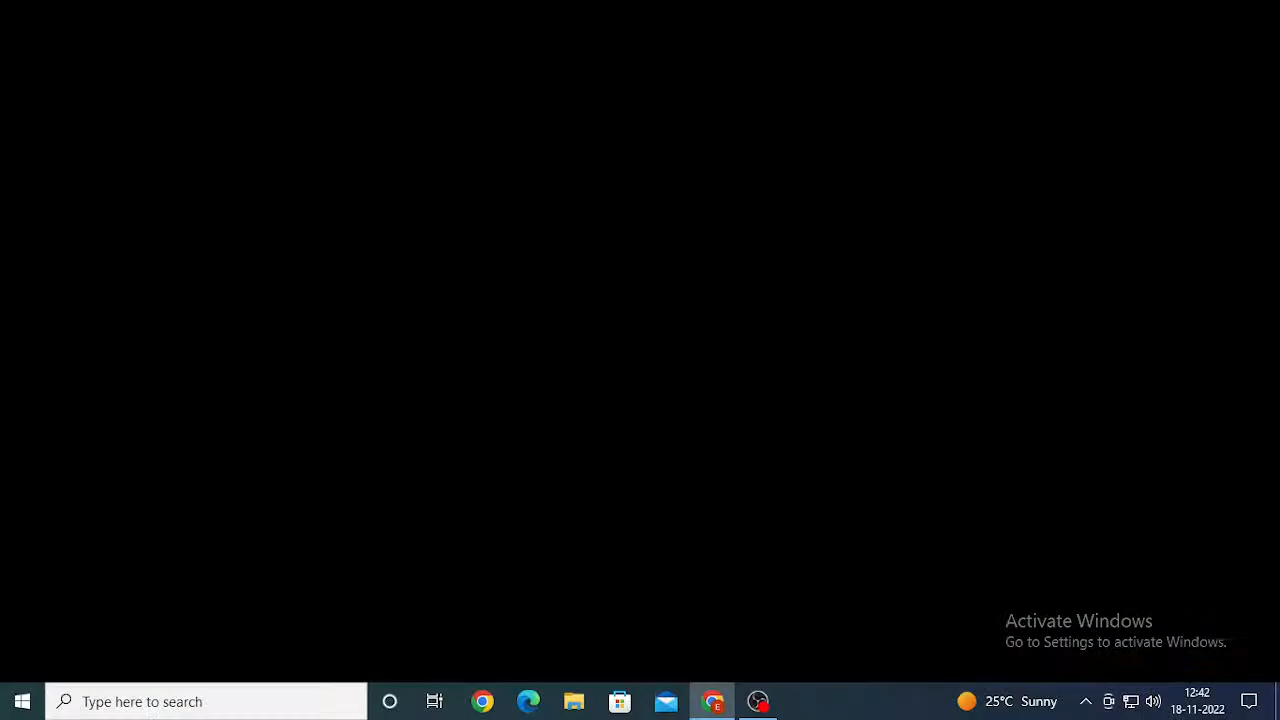 Activate Windows
Go to Settings to activate Windows.
Type here to search
E
25°C Sunny
12:42
18-11-2022